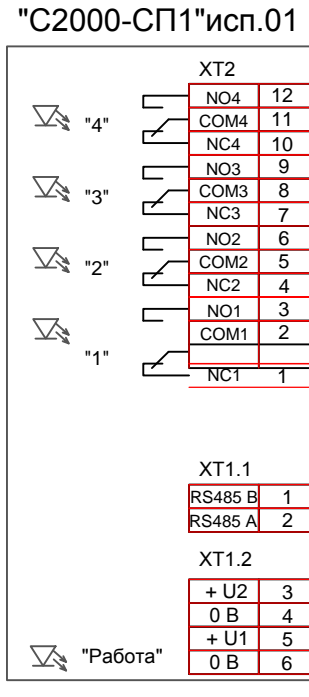 "С2000-СП1"исп.01
XT2
NO4 12
"4" COM4 11
NC4 10
NO3 9
"3" COM3 8
NC3 7
NO2 6
"2" COM2 5
NC2 4
NO1 3
COM1 2
"1"
NC1 1
XT1.1
RS485 B 1
RS485 A 2
XT1.2
+ U2 3
0 B 4
+ U1 5
"Работа" 0 B 6